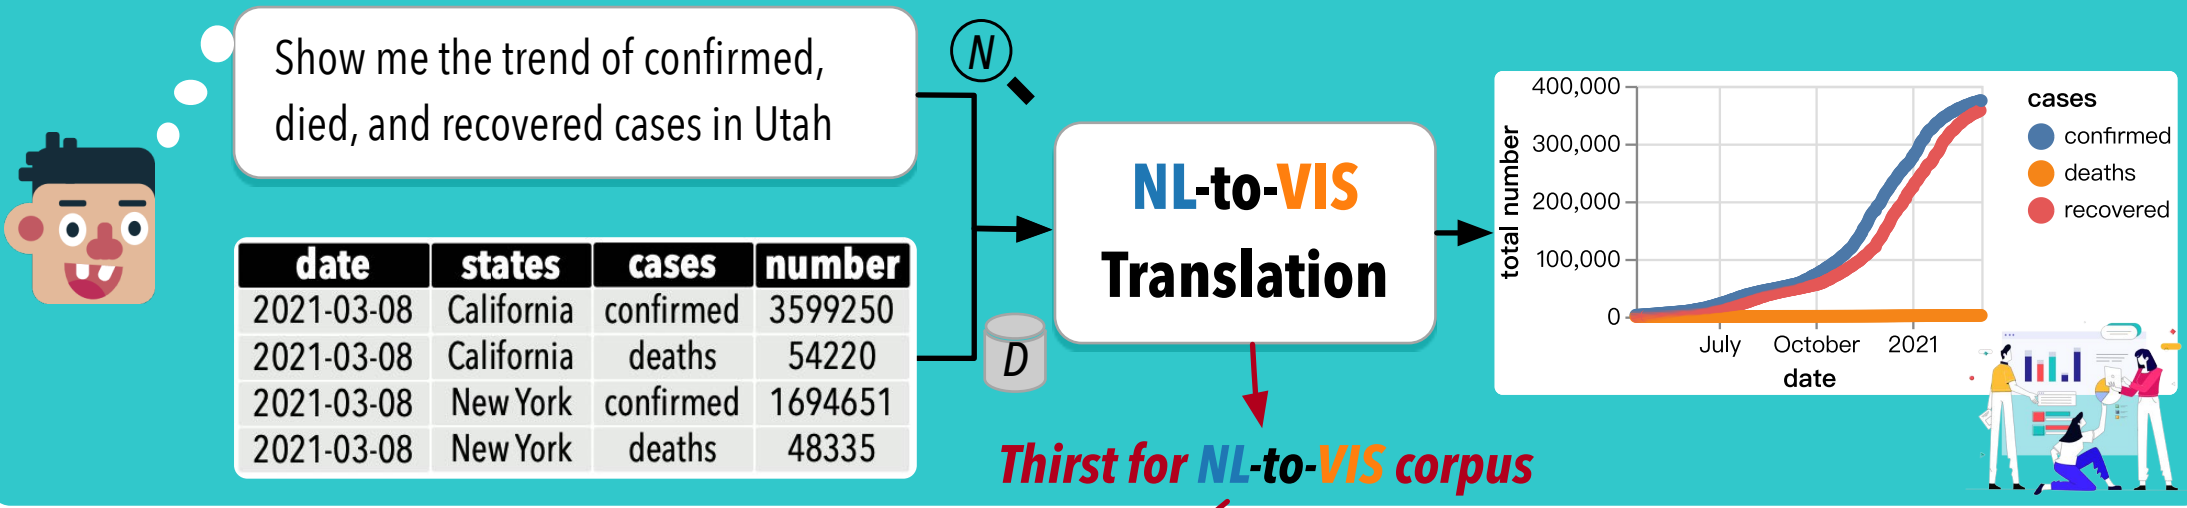 Show me the trend of confirmed,
died, and recovered cases in Utah
N
date states cases number
2021-03-08 California confirmed 3599250
2021-03-08 California deaths 54220
2021-03-08 New York confirmed 1694651
2021-03-08 New York deaths 48335
D
NL-to-VIS
Translation
Thirst for NL-to-VIS corpus
total number
400,000
300,000
200,000
100,000
0
July October 2021
date
cases
confirmed
deaths
recovered